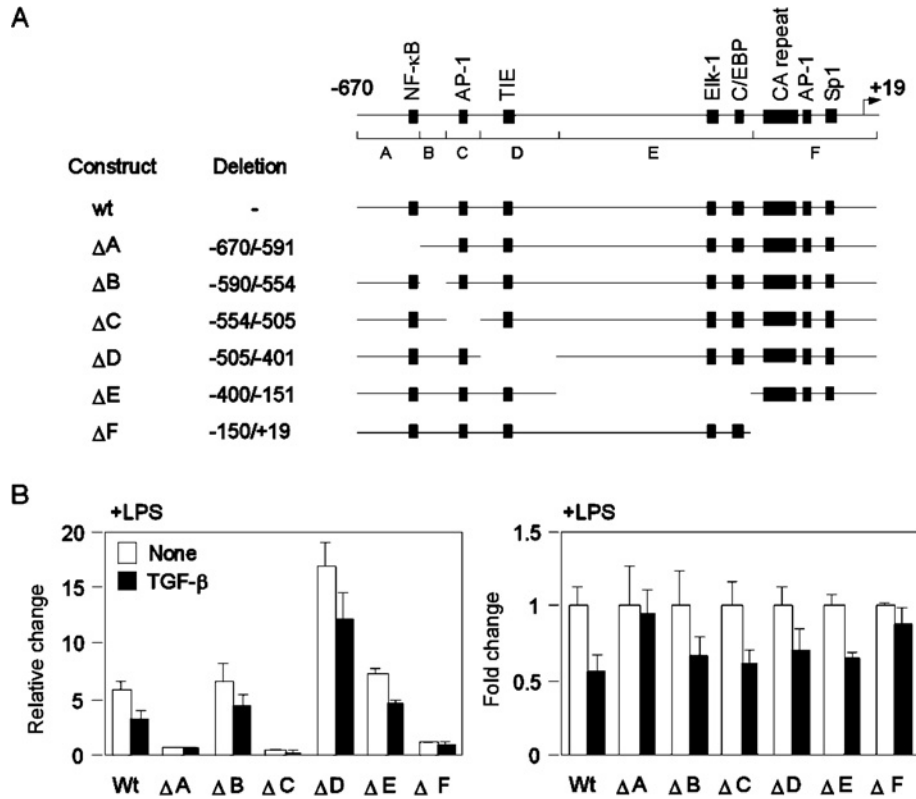 A
NF-κB
AP-1
TIE
Elk-1
C/EBP
CA repeat
AP-1
Sp1
-670
+19
A B C D E F
Construct Deletion
wt -
ΔA -670/-591
ΔB -590/-554
ΔC -554/-505
ΔD -505/-401
ΔE -400/-151
ΔF -150/+19
B
+LPS
None
TGF-β
Relative change
20
15
10
5
0
Wt ΔA ΔB ΔC ΔD ΔE ΔF
+LPS
Fold change
1.5
1
0.5
0
Wt ΔA ΔB ΔC ΔD ΔE ΔF